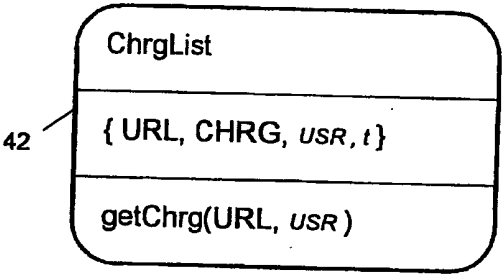 ChrgList
42
{ URL, CHRG, USR, t }
getChrg(URL, USR )